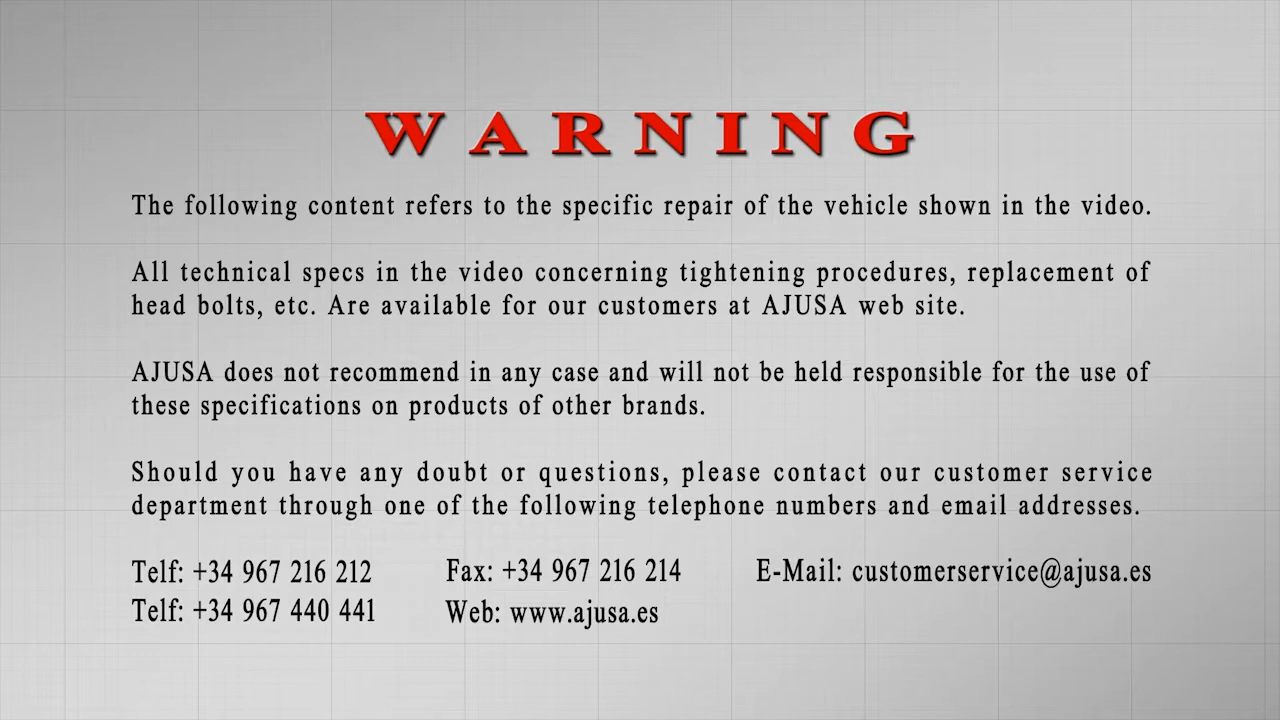 WARNING
The following content refers to the specific repair of the vehicle shown in the video.
All technical specs in the video concerning tightening procedures, replacement of
head bolts, etc. Are available for our customers at AJUSA web site.
AJUSA does not recommend in any case and will not be held responsible for the use of
these specifications on products of other brands.
Should you have any doubt or questions, please contact our customer service
department through one of the following telephone numbers and email addresses.
Telf: +34 967 216 212 Fax: +34 967 216 214 E-Mail: customerservice@ajusa.es
Telf: +34 967 440 441 Web: www.ajusa.es